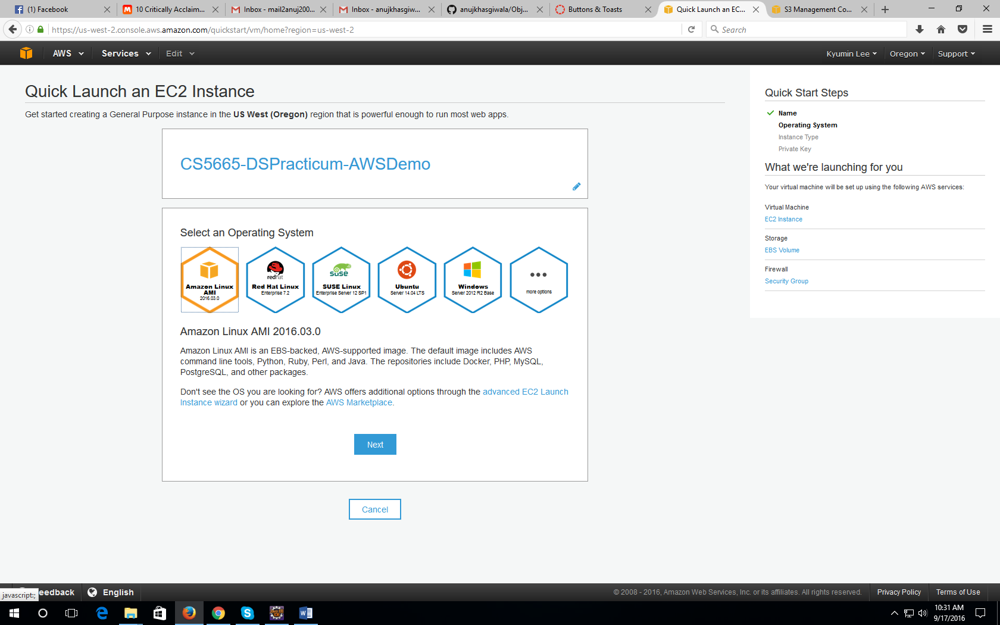 (1) Facebook
10 Critically Acclaim...
Inbox - mail2anuj200...
Inbox - anujkhasgiw...
anujkhasgiwala/Obj...
Buttons & Toasts
Quick Launch an EC...
S3 Management Co...
https://us-west-2.console.aws.amazon.com/quickstart/vm/home?region=us-west-2
Search
AWS
Services
Edit
Kyumin Lee
Oregon
Support
Quick Launch an EC2 Instance
Get started creating a General Purpose instance in the US West (Oregon) region that is powerful enough to run most web apps.
CS5665-DSPracticum-AWSDemo
Select an Operating System
Amazon Linux
AMI
2016.03.0
redhat
Red Hat Linux
Enterprise 7.2
SUSE
SUSE Linux
Enterprise Server 12 SP1
Ubuntu
Server 14.04 LTS
Windows
Server 2012 R2 Base
more options
Amazon Linux AMI 2016.03.0
Amazon Linux AMI is an EBS-backed, AWS-supported image. The default image includes AWS
command line tools, Python, Ruby, Perl, and Java. The repositories include Docker, PHP, MySQL,
PostgreSQL, and other packages.
Don't see the OS you are looking for? AWS offers additional options through the advanced EC2 Launch
Instance wizard or you can explore the AWS Marketplace.
Next
Cancel
Quick Start Steps
Name
Operating System
Instance Type
Private Key
What we're launching for you
Your virtual machine will be set up using the following AWS services:
Virtual Machine
EC2 Instance
Storage
EBS Volume
Firewall
Security Group
javascript:;
eedback
English
© 2008 - 2016, Amazon Web Services, Inc. or its affiliates. All rights reserved.
Privacy Policy
Terms of Use
10:31 AM
9/17/2016